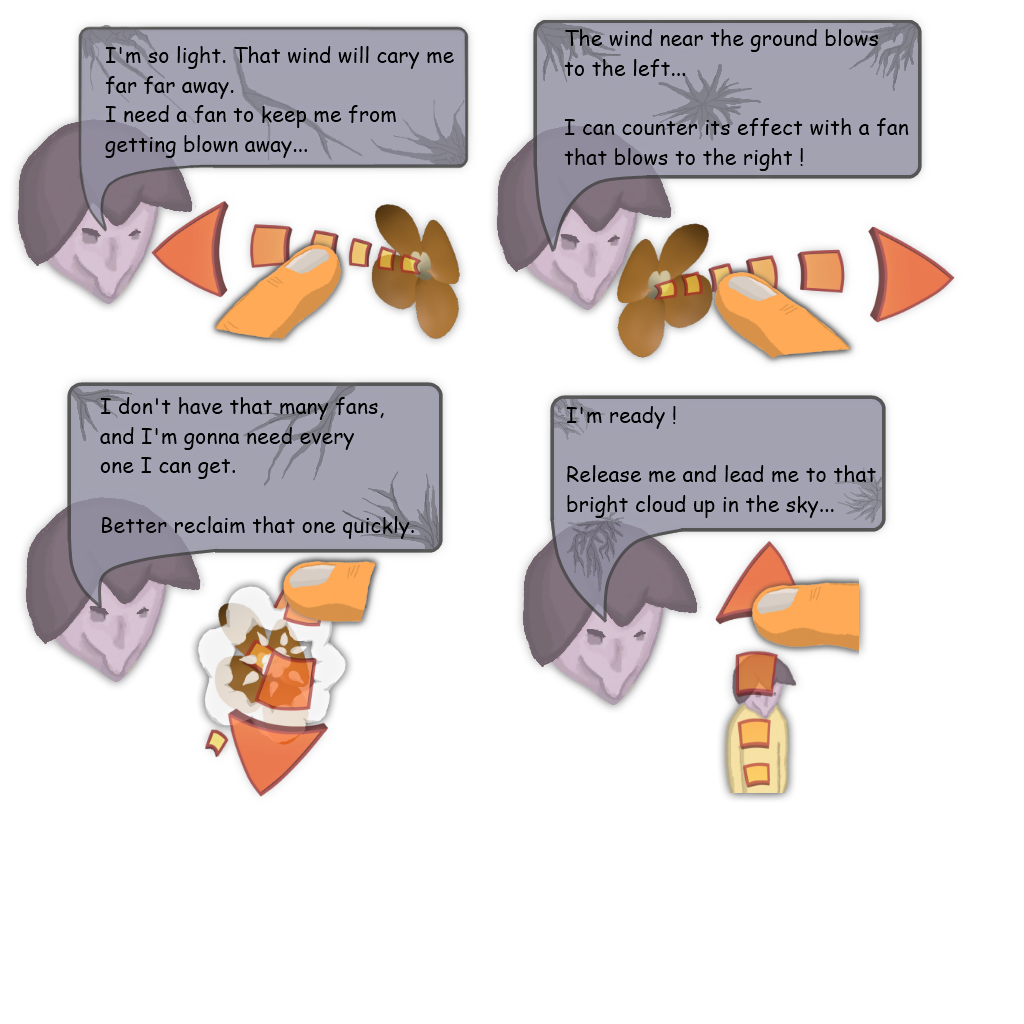 I'm so light. That wind will cary me
far far away.
I need a fan to keep me from
getting blown away...
The wind near the ground blows
to the left...
I can counter its effect with a fan
that blows to the right !
I don't have that many fans,
and I'm gonna need every
one I can get.
Better reclaim that one quickly.
I'm ready !
Release me and lead me to that
bright cloud up in the sky...